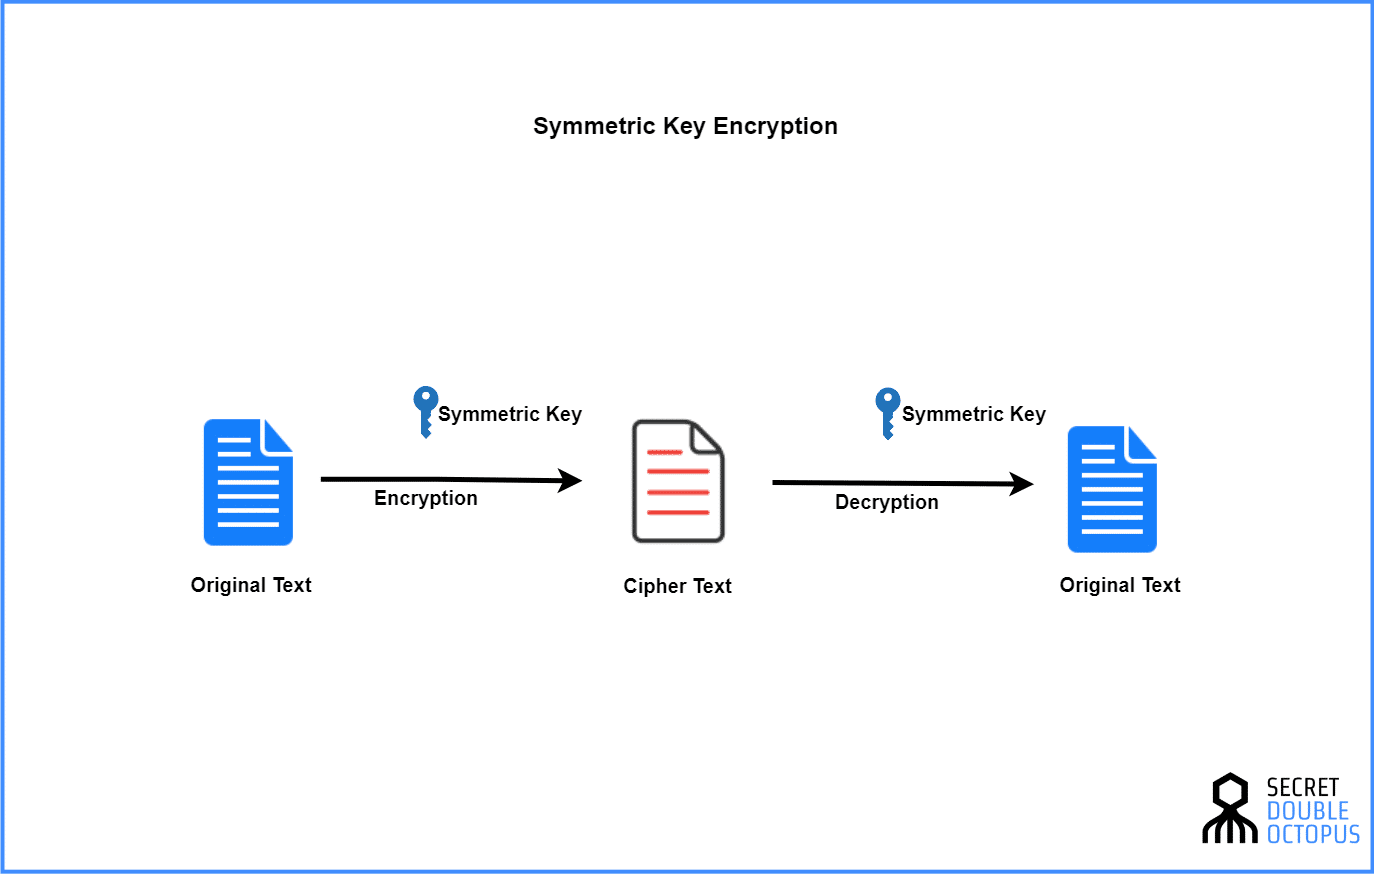 Symmetric Key Encryption
Symmetric Key
Symmetric Key
Encryption
Decryption
Original Text
Cipher Text
Original Text
SECRET
DOUBLE
OCTOPUS